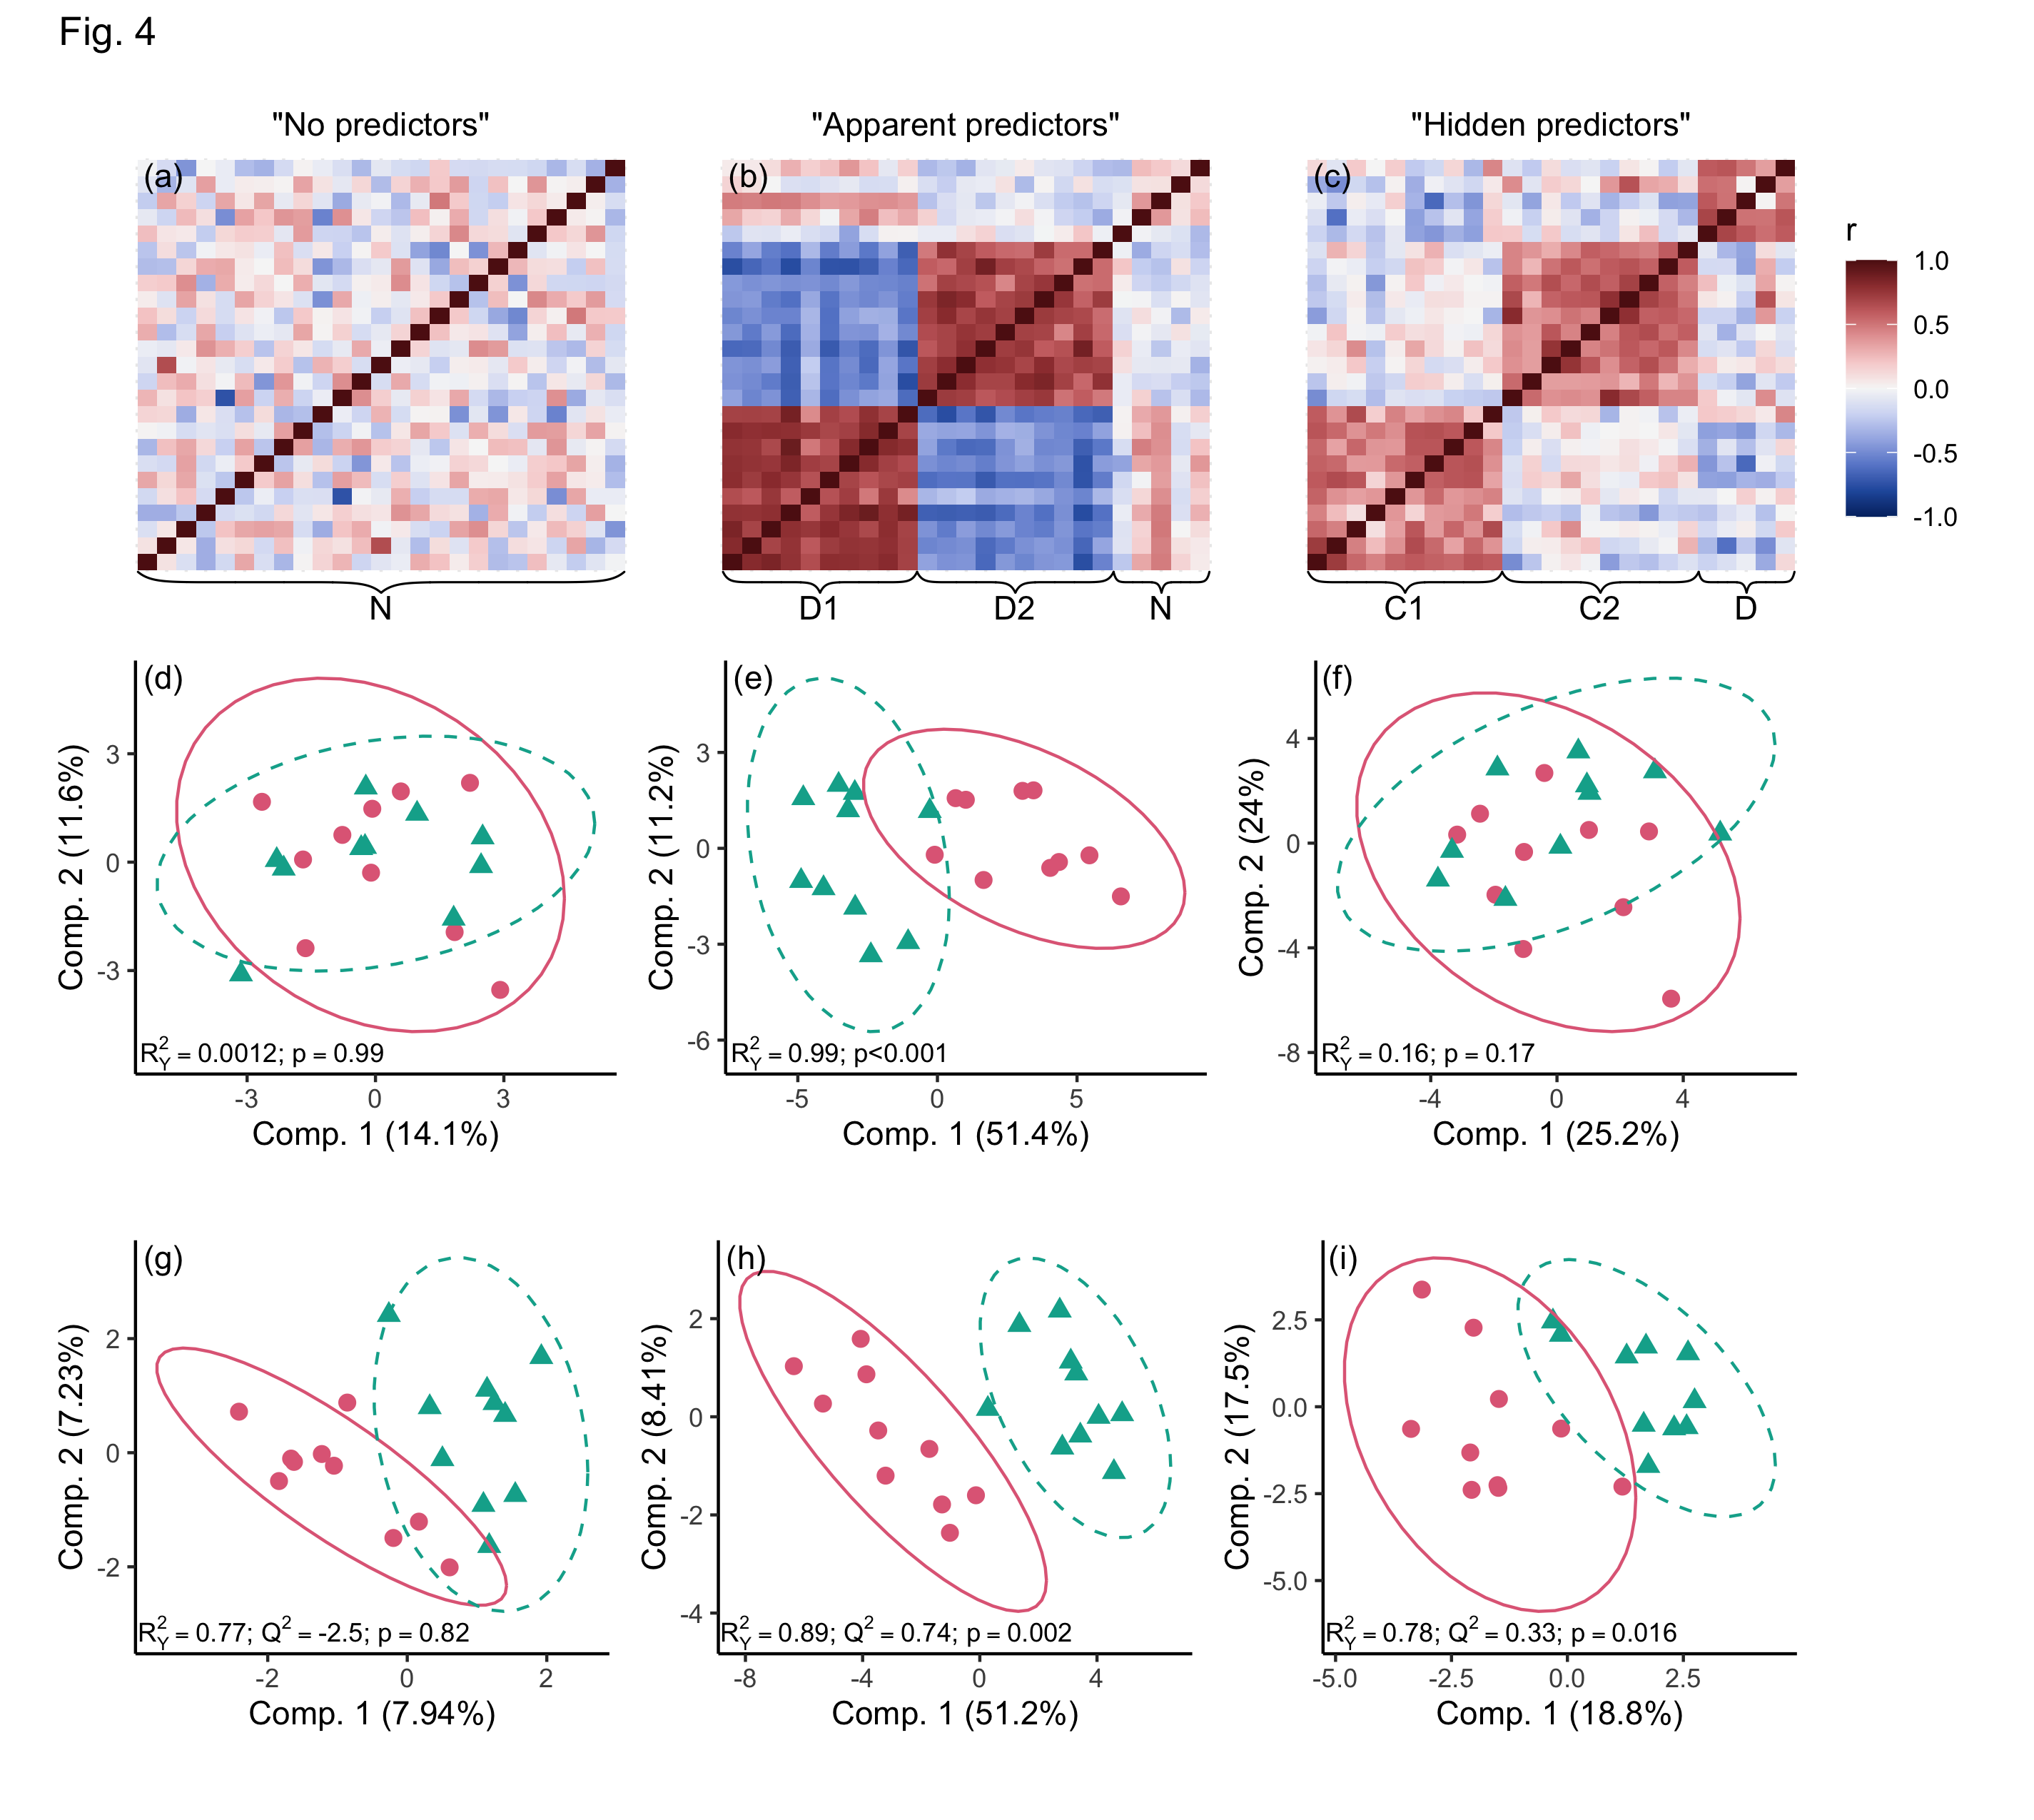 Fig. 4
"No predictors"
"Apparent predictors"
"Hidden predictors"
(a)
(b)
(c)
r
1.0
0.5
0.0
-0.5
-1.0
N
D1
D2
N
C1
C2
D
(d)
Comp. 2 (11.6%)
3
0
-3
R²Y = 0.0012; p = 0.99
-3
0
3
Comp. 1 (14.1%)
(e)
Comp. 2 (11.2%)
3
0
-3
-6
R²Y = 0.99; p<0.001
-5
0
5
Comp. 1 (51.4%)
(f)
Comp. 2 (24%)
4
0
-4
-8
R²Y = 0.16; p = 0.17
-4
0
4
Comp. 1 (25.2%)
(g)
Comp. 2 (7.23%)
2
0
-2
R²Y = 0.77; Q² = -2.5; p = 0.82
-2
0
2
Comp. 1 (7.94%)
(h)
Comp. 2 (8.41%)
2
0
-2
-4
R²Y = 0.89; Q² = 0.74; p = 0.002
-8
-4
0
4
Comp. 1 (51.2%)
(i)
Comp. 2 (17.5%)
2.5
0.0
-2.5
-5.0
R²Y = 0.78; Q² = 0.33; p = 0.016
-5.0
-2.5
0.0
2.5
Comp. 1 (18.8%)